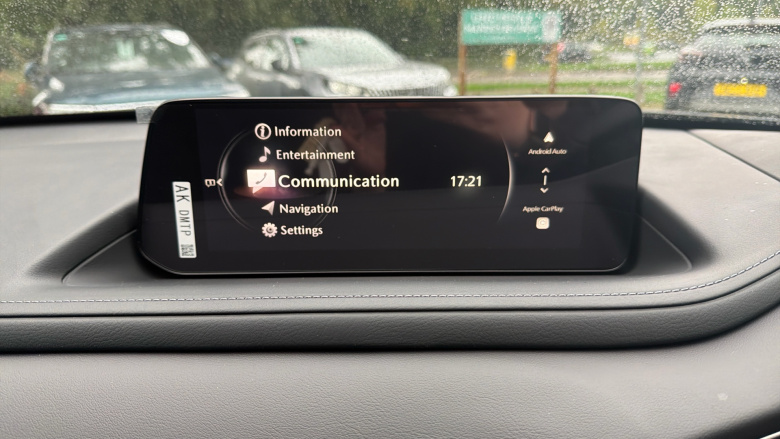 Information
Entertainment
Communication
Navigation
Settings
17:21
Android Auto
Apple CarPlay
AK DMTP